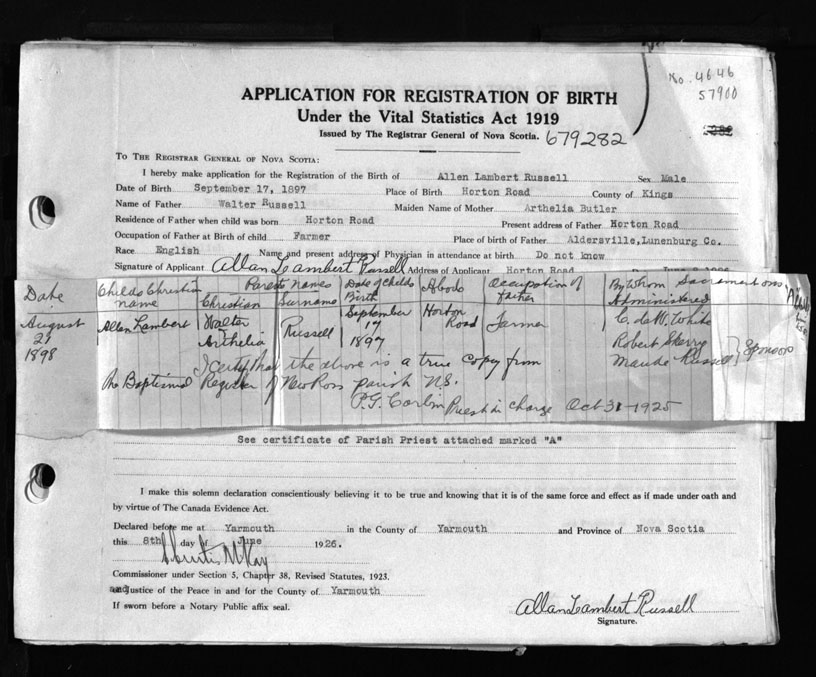 No. 4646
57900
APPLICATION FOR REGISTRATION OF BIRTH
Under the Vital Statistics Act 1919
Issued by The Registrar General of Nova Scotia. 679282
TO THE REGISTRAR GENERAL OF NOVA SCOTIA:
I hereby make application for the Registration of the Birth of Allen Lambert Russell Sex Male
Date of Birth September 17, 1897 Place of Birth Horton Road County of Kings
Name of Father Walter Russell Maiden Name of Mother Arthelia Butler
Residence of Father when child was born Horton Road Present address of Father Horton Road
Occupation of Father at Birth of child Farmer Place of birth of Father Aldersville, Lunenburg Co.
Race English Name and present address of Physician in attendance at birth Do not know
Signature of Applicant Allan Lambert Russell Address of Applicant Horton Road
Date Childs Christian name Parents Names Christian Surname Date of Childs Birth Abode Occupation of Father By Whom Sacrament Administered
August 21 1898 Allen Lambert Walter Arthelia Russell September 17 1897 Horton Road Farmer C. de W. White
Robert Skerry
Maude Russell } Sponsors
I certify that the above is a true copy from
the Baptismal Register of New Ross parish N.S.
P.G. Corbin Priest in charge Oct 31-1925
See certificate of Parish Priest attached marked "A"
I make this solemn declaration conscientiously believing it to be true and knowing that it is of the same force and effect as if made under oath and
by virtue of The Canada Evidence Act.
Declared before me at Yarmouth in the County of Yarmouth and Province of Nova Scotia
this 8th day of June 1926.
Commissioner under Section 5, Chapter 38, Revised Statutes, 1923.
and Justice of the Peace in and for the County of Yarmouth
If sworn before a Notary Public affix seal.
Allan Lambert Russell
Signature.